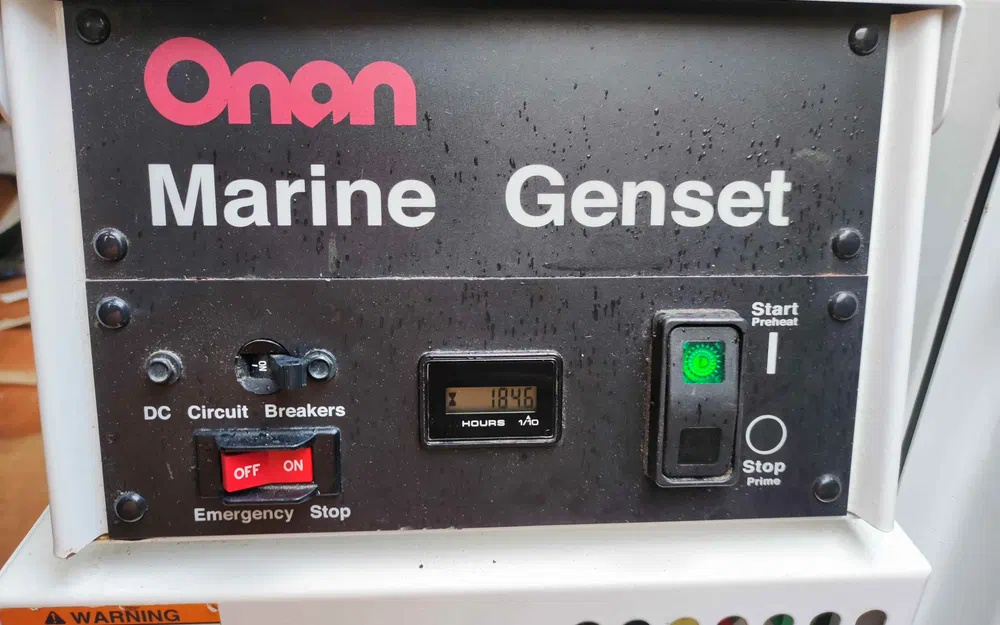 Onan
Marine Genset
Start
Preheat
ON
DC Circuit Breakers
1846
HOURS 1/10
OFF ON
Stop
Prime
Emergency Stop
WARNING